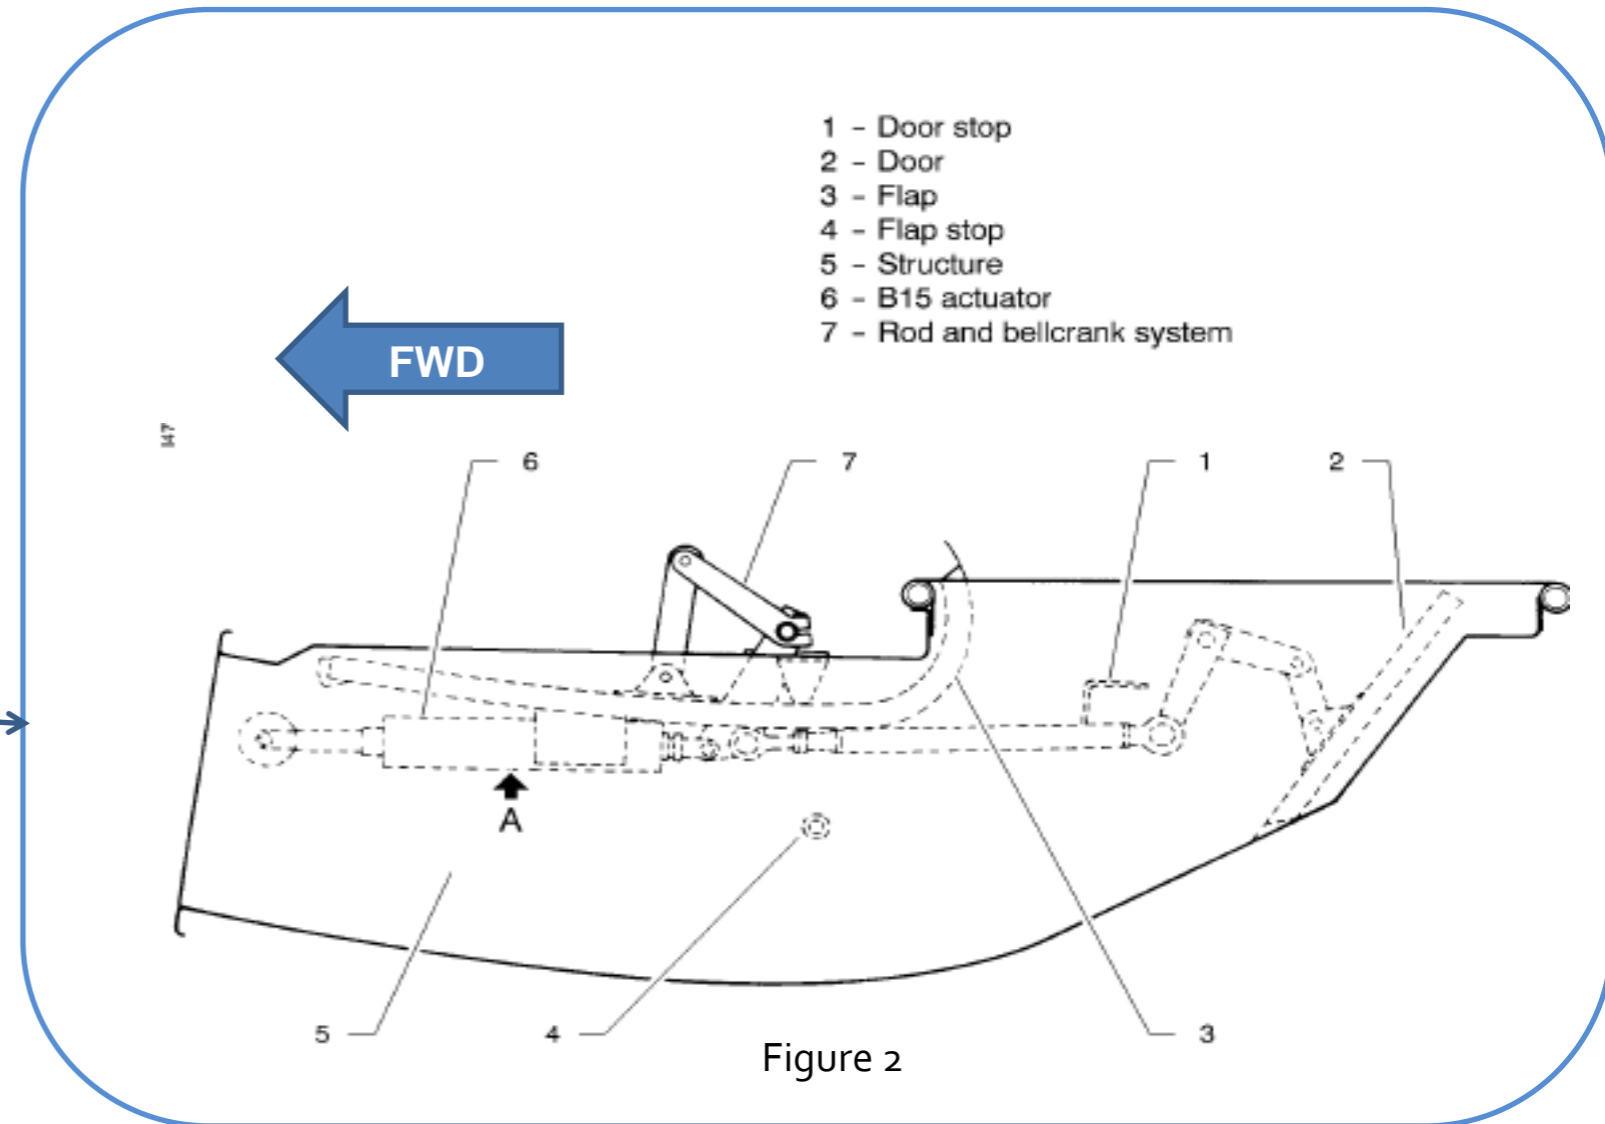 1 - Door stop
2 - Door
3 - Flap
4 - Flap stop
5 - Structure
6 - B15 actuator
7 - Rod and bellcrank system
FWD
147
6
7
1
2
A
5
4
3
Figure 2